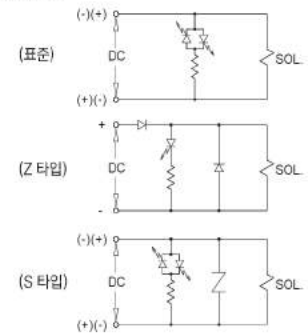 (-)(+)
(표준) DC SOL.
(+)(-)
+
(Z 타입) DC SOL.
-
(-)(+)
(S 타입) DC SOL.
(+)(-)